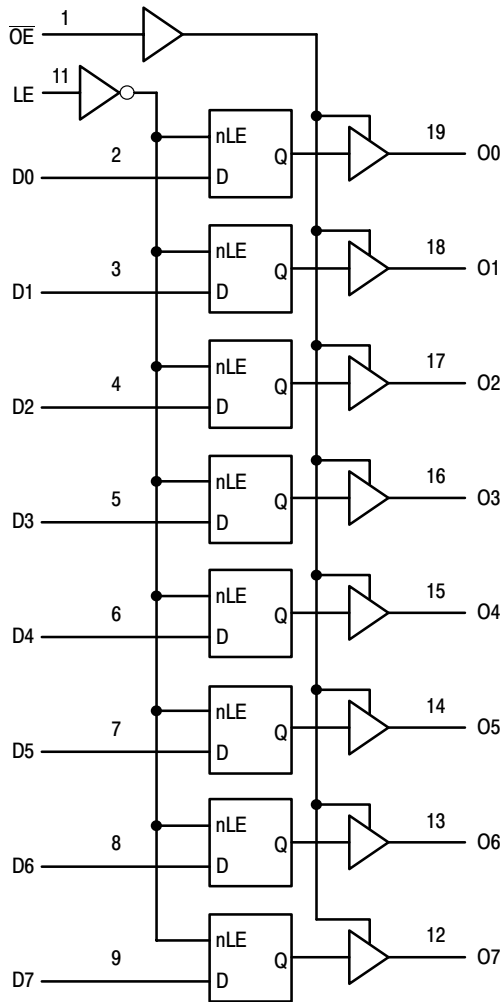 O̅E̅ 1
LE 11
nLE Q 19 O0
D0 2 D
nLE Q 18 O1
D1 3 D
nLE Q 17 O2
D2 4 D
nLE Q 16 O3
D3 5 D
nLE Q 15 O4
D4 6 D
nLE Q 14 O5
D5 7 D
nLE Q 13 O6
D6 8 D
nLE Q 12 O7
D7 9 D